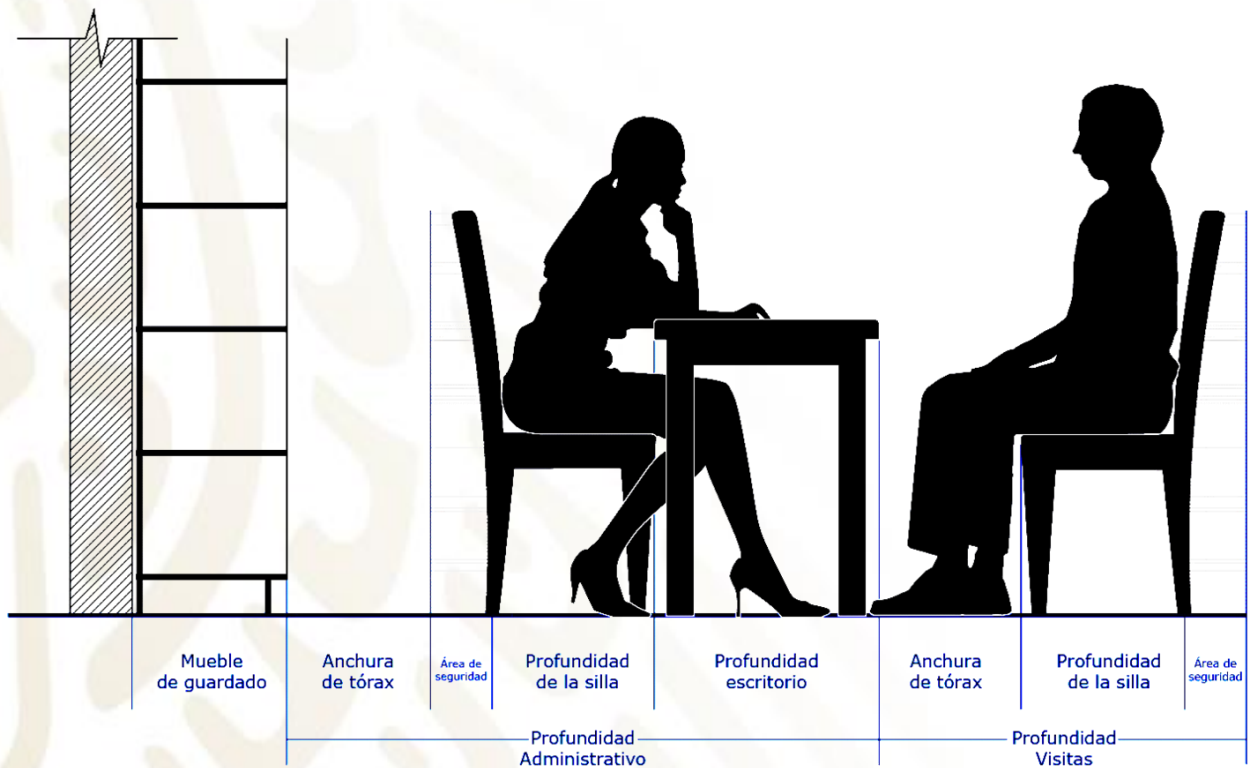 Mueble
de guardado
Anchura
de tórax
Área de
seguridad
Profundidad
de la silla
Profundidad
escritorio
Anchura
de tórax
Profundidad
de la silla
Área de
seguridad
Profundidad
Administrativo
Profundidad
Visitas